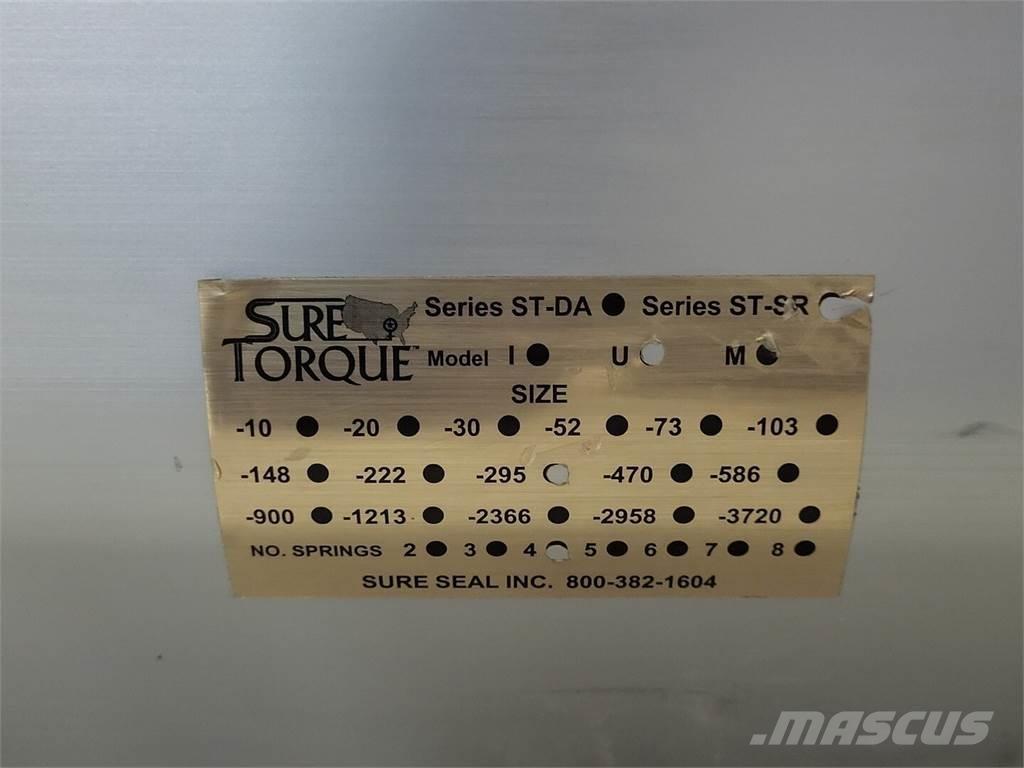 SURE TORQUE™
Series ST-DA ● Series ST-SR
Model I ● U M ●
SIZE
-10 ● -20 ● -30 ● -52 ● -73 ● -103 ●
-148 ● -222 ● -295 -470 ● -586 ●
-900 ● -1213 ● -2366 ● -2958 ● -3720 ●
NO. SPRINGS 2 ● 3 ● 4 5 ● 6 ● 7 ● 8 ●
SURE SEAL INC. 800-382-1604
MASCUS